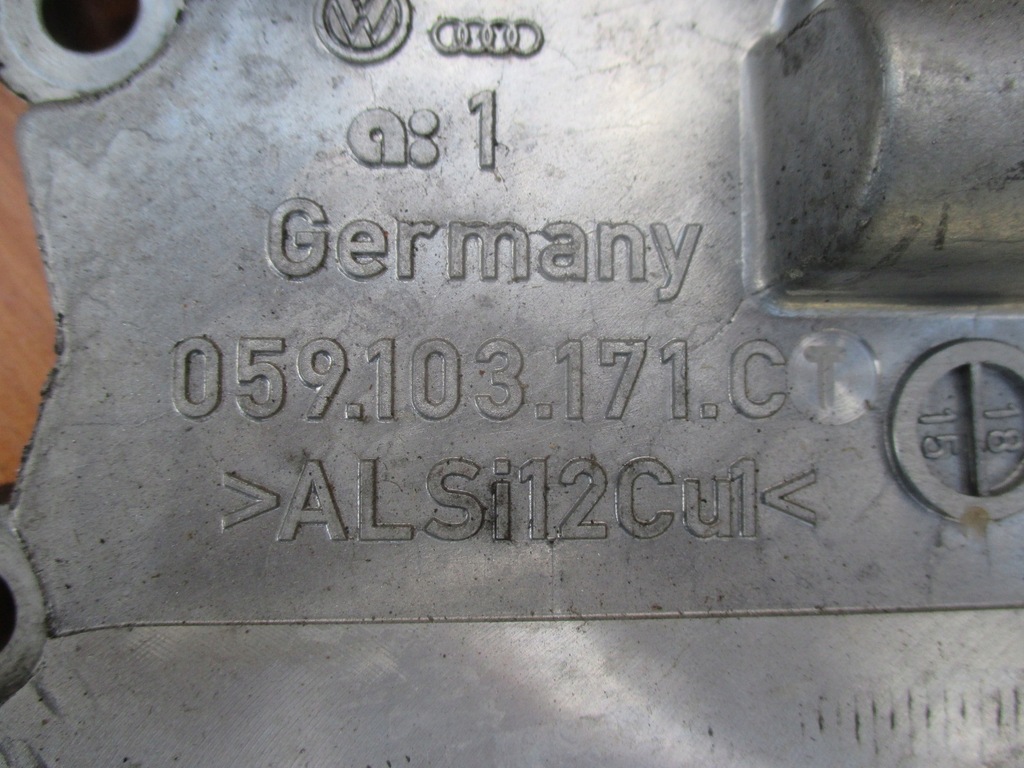 a: 1
Germany
059.103.171.C T
>ALSi12Cu1<
15 18